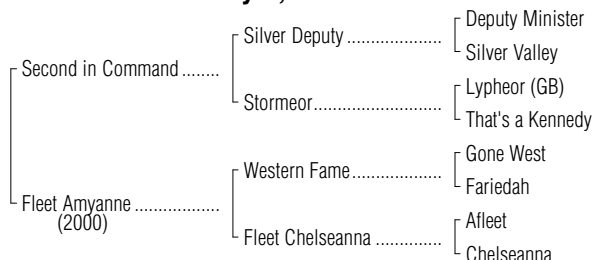 Deputy Minister
Silver Deputy ....................
Silver Valley
Second in Command ........
Lypheor (GB)
Stormeor...........................
That's a Kennedy
Gone West
Western Fame...................
Fariedah
Fleet Amyanne ..................
(2000)
Afleet
Fleet Chelseanna ..............
Chelseanna